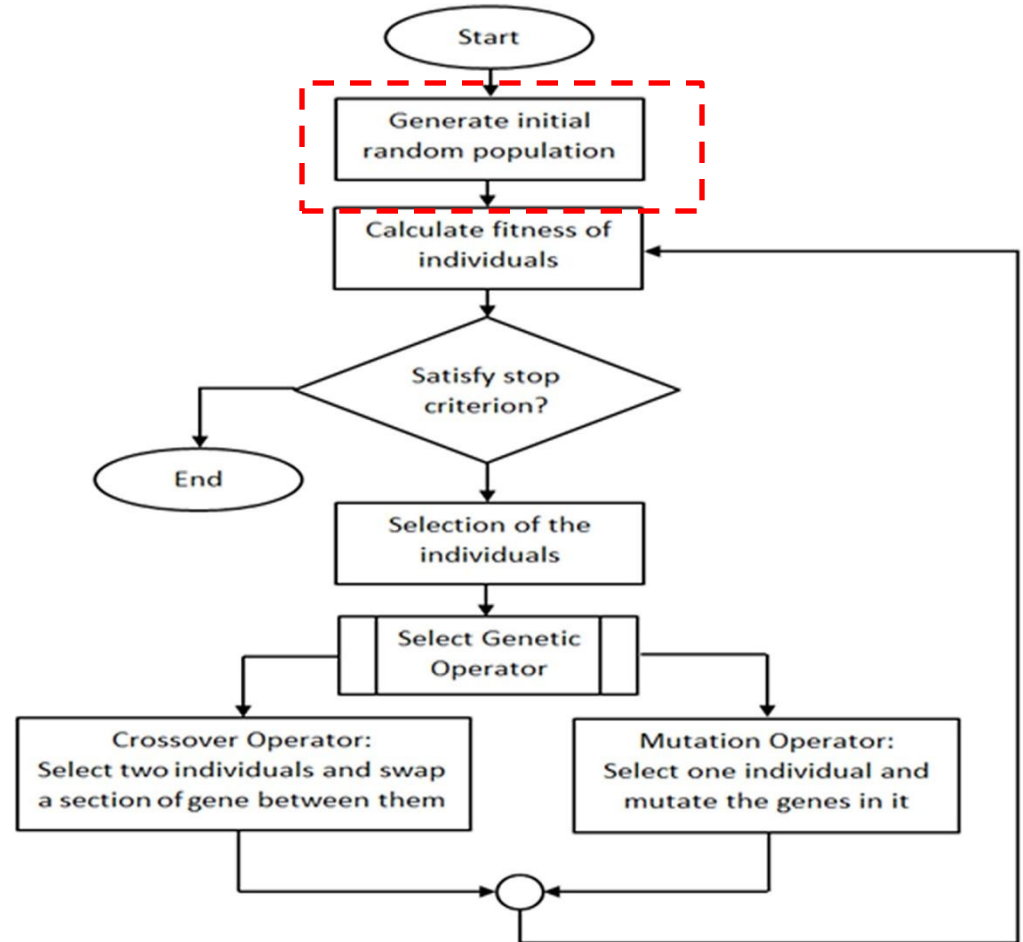 Start
Generate initial
random population
Calculate fitness of
individuals
Satisfy stop
criterion?
End
Selection of the
individuals
Select Genetic
Operator
Crossover Operator:
Select two individuals and swap
a section of gene between them
Mutation Operator:
Select one individual and
mutate the genes in it